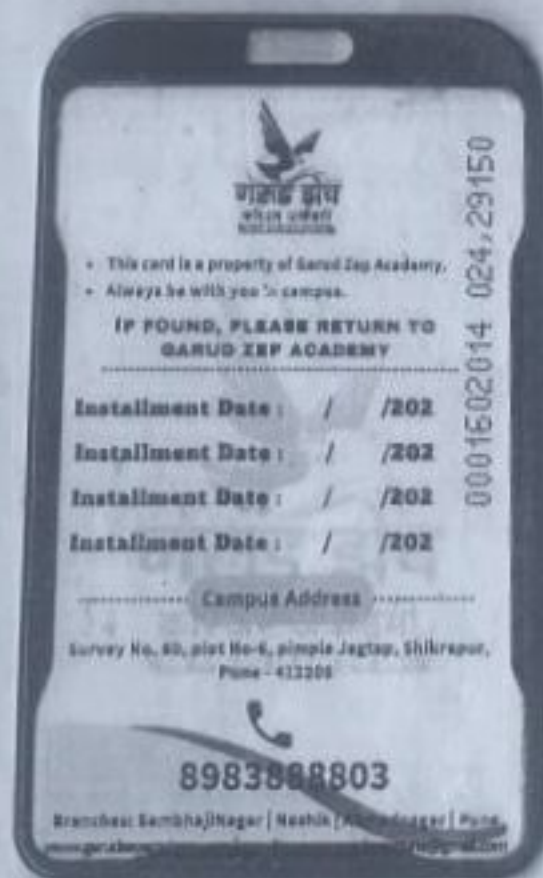 गरुड झेप
• This card is a property of Garud Zep Academy.
• Always be with you in campus.
IF FOUND, PLEASE RETURN TO
GARUD ZEP ACADEMY
Installment Date : / /202
Installment Date : / /202
Installment Date : / /202
Installment Date : / /202
Campus Address
Survey No, 60, plot No-6, pimple Jagtap, Shikrapur,
Pune - 412208
8983888803
Branches: SambhajiNagar | Nashik | Ahmednagar | Pune
0001602014 024,29150